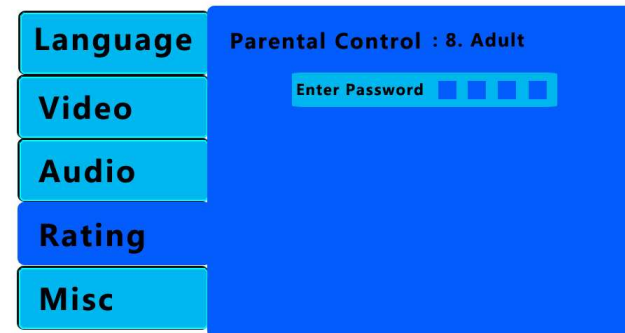 Language
Video
Audio
Rating
Misc
Parental Control : 8. Adult
Enter Password